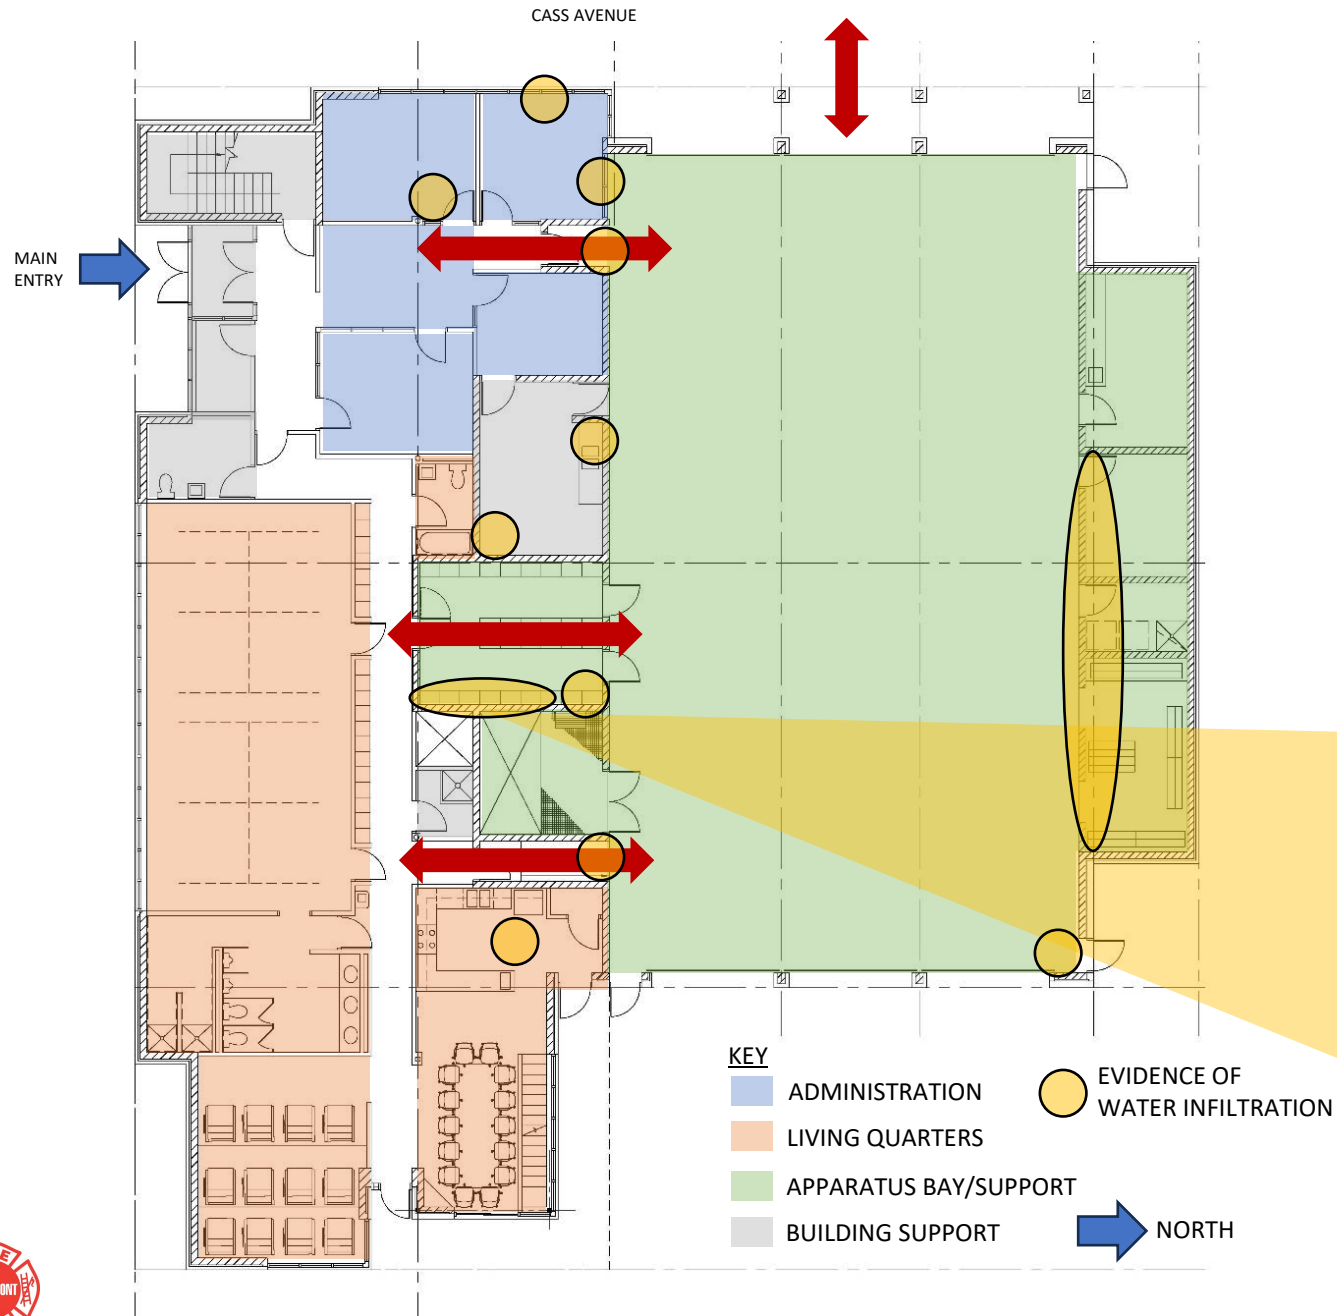 CASS AVENUE
MAIN
ENTRY
KEY
ADMINISTRATION
LIVING QUARTERS
APPARATUS BAY/SUPPORT
BUILDING SUPPORT
EVIDENCE OF
WATER INFILTRATION
NORTH